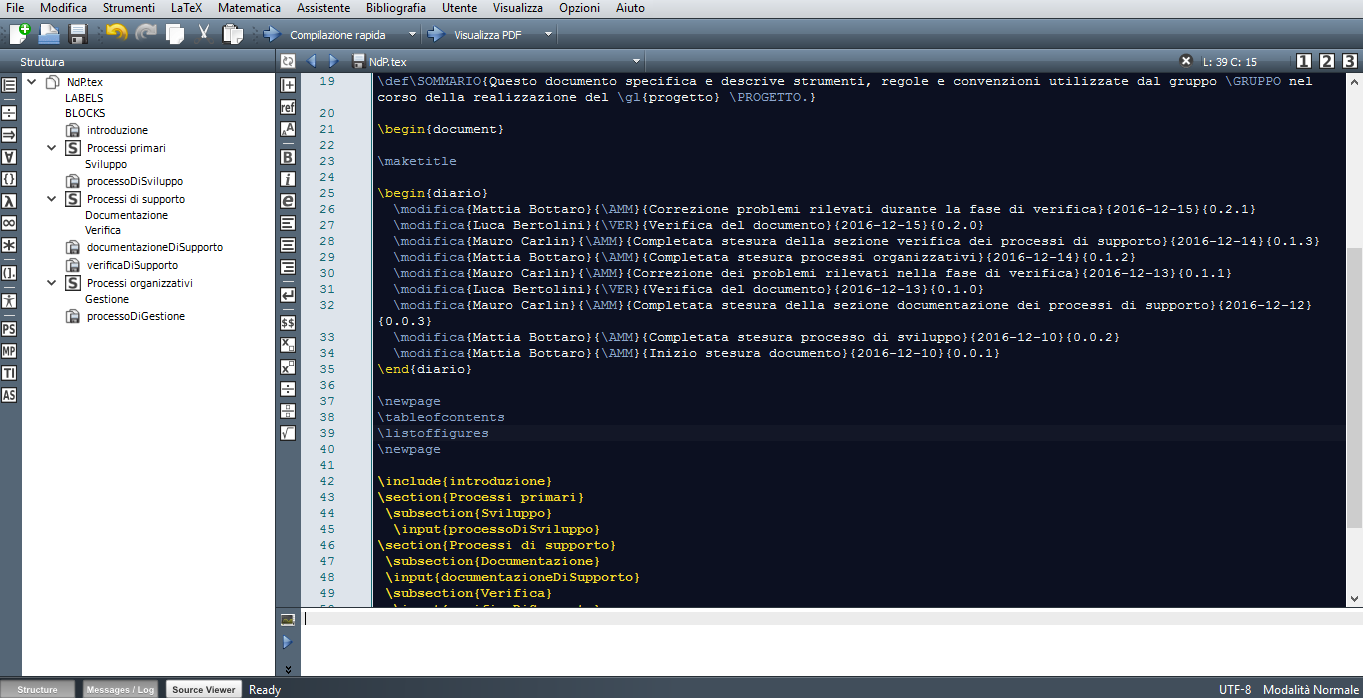 File Modifica Strumenti LaTeX Matematica Assistente Bibliografia Utente Visualizza Opzioni Aiuto
Compilazione rapida Visualizza PDF
Struttura NdP.tex L: 39 C: 15 1 2 3
NdP.tex
LABELS
BLOCKS
introduzione
S Processi primari
Sviluppo
processoDiSviluppo
S Processi di supporto
Documentazione
Verifica
documentazioneDiSupporto
verificaDiSupporto
S Processi organizzativi
Gestione
processoDiGestione
PS
MP
TI
AS
ref
B
i
e
$$
19 \def\SOMMARIO{Questo documento specifica e descrive strumenti, regole e convenzioni utilizzate dal gruppo \GRUPPO nel
corso della realizzazione del \gl{progetto} \PROGETTO.}
20
21 \begin{document}
22
23 \maketitle
24
25 \begin{diario}
26 \modifica{Mattia Bottaro}{\AMM}{Correzione problemi rilevati durante la fase di verifica}{2016-12-15}{0.2.1}
27 \modifica{Luca Bertolini}{\VER}{Verifica del documento}{2016-12-15}{0.2.0}
28 \modifica{Mauro Carlin}{\AMM}{Completata stesura della sezione verifica dei processi di supporto}{2016-12-14}{0.1.3}
29 \modifica{Mattia Bottaro}{\AMM}{Completata stesura processi organizzativi}{2016-12-14}{0.1.2}
30 \modifica{Mauro Carlin}{\AMM}{Correzione dei problemi rilevati nella fase di verifica}{2016-12-13}{0.1.1}
31 \modifica{Luca Bertolini}{\VER}{Verifica del documento}{2016-12-13}{0.1.0}
32 \modifica{Mauro Carlin}{\AMM}{Completata stesura della sezione documentazione dei processi di supporto}{2016-12-12}
{0.0.3}
33 \modifica{Mattia Bottaro}{\AMM}{Completata stesura processo di sviluppo}{2016-12-10}{0.0.2}
34 \modifica{Mattia Bottaro}{\AMM}{Inizio stesura documento}{2016-12-10}{0.0.1}
35 \end{diario}
36
37 \newpage
38 \tableofcontents
39 \listoffigures
40 \newpage
41
42 \include{introduzione}
43 \section{Processi primari}
44 \subsection{Sviluppo}
45 \input{processoDiSviluppo}
46 \section{Processi di supporto}
47 \subsection{Documentazione}
48 \input{documentazioneDiSupporto}
49 \subsection{Verifica}
Structure Messages / Log Source Viewer Ready UTF-8 Modalità Normale